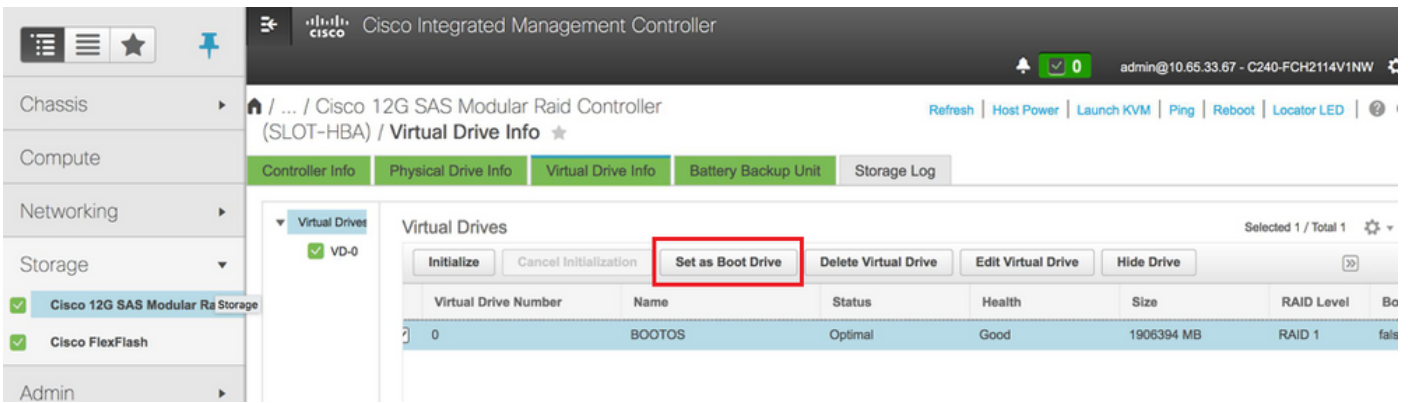 cisco Cisco Integrated Management Controller
0 admin@10.65.33.67 - C240-FCH2114V1NW
Chassis
Compute
Networking
Storage
Cisco 12G SAS Modular Ra
Storage
Cisco FlexFlash
Admin
/ ... / Cisco 12G SAS Modular Raid Controller
(SLOT-HBA) / Virtual Drive Info
Refresh | Host Power | Launch KVM | Ping | Reboot | Locator LED |
Controller Info Physical Drive Info Virtual Drive Info Battery Backup Unit Storage Log
Virtual Drives
VD-0
Virtual Drives Selected 1 / Total 1
Initialize Cancel Initialization Set as Boot Drive Delete Virtual Drive Edit Virtual Drive Hide Drive
Virtual Drive Number Name Status Health Size RAID Level Bo
0 BOOTOS Optimal Good 1906394 MB RAID 1 fals